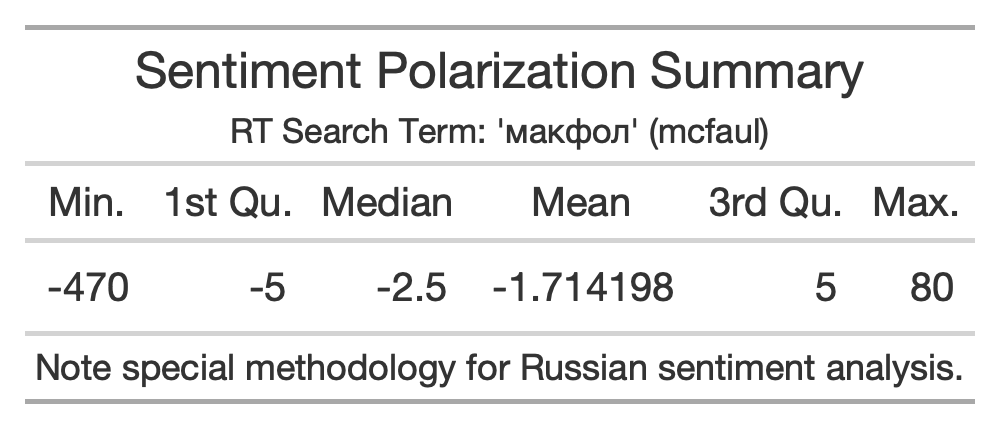 Sentiment Polarization Summary
RT Search Term: 'макфол' (mcfaul)
Min. 1st Qu. Median Mean 3rd Qu. Max.
-470 -5 -2.5 -1.714198 5 80
Note special methodology for Russian sentiment analysis.